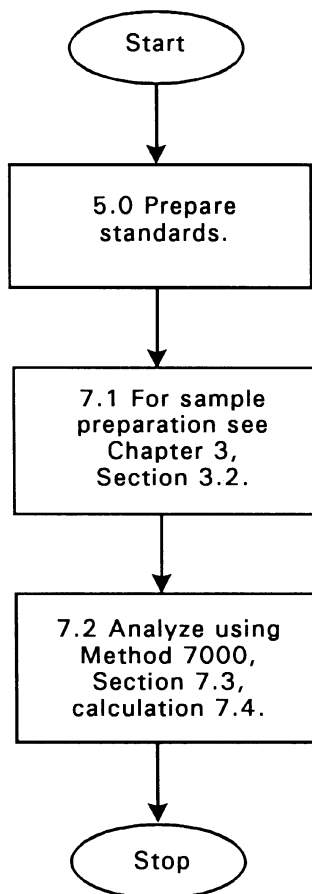 Start
5.0 Prepare
standards.
7.1 For sample
preparation see
Chapter 3,
Section 3.2.
7.2 Analyze using
Method 7000,
Section 7.3,
calculation 7.4.
Stop